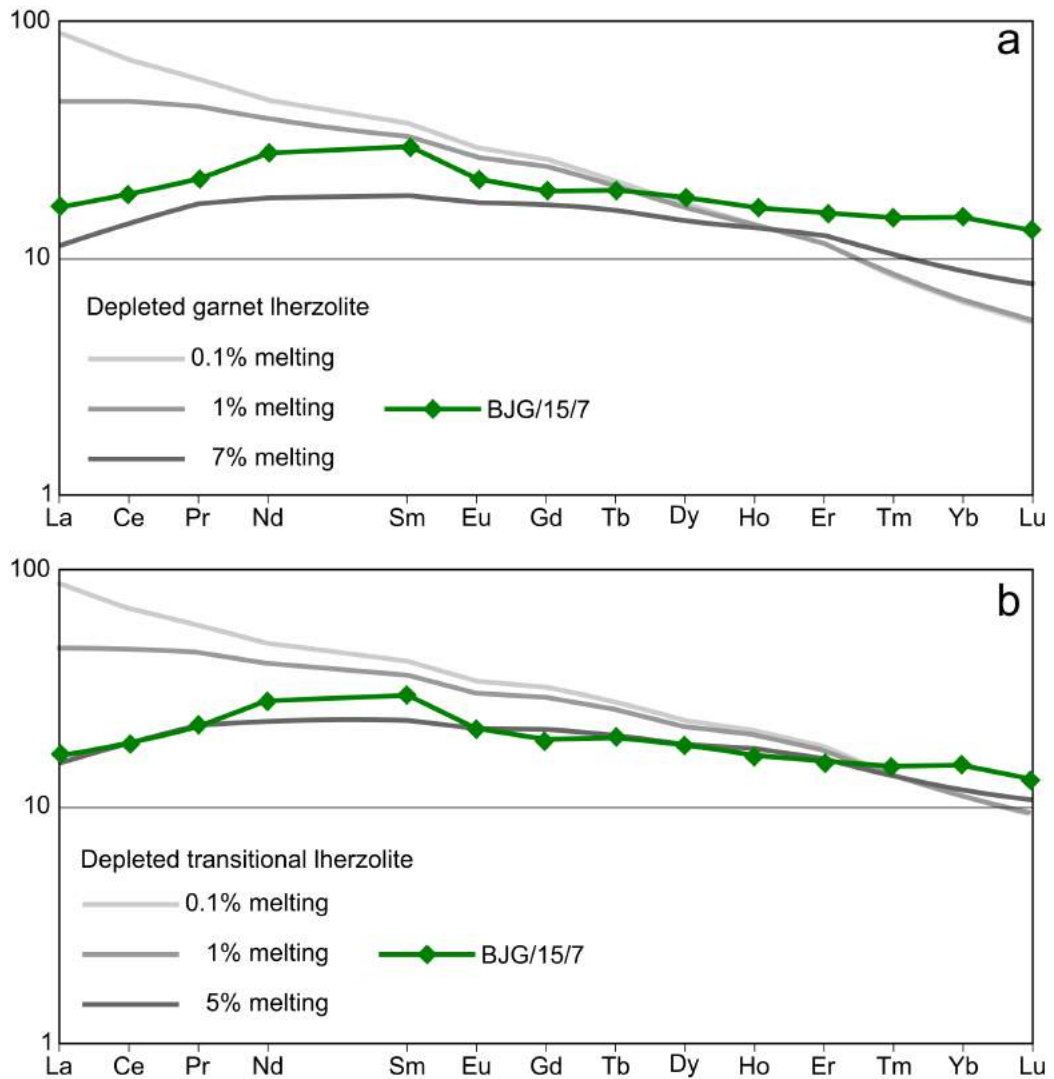 100
a
10
Depleted garnet lherzolite
0.1% melting
1% melting
BJG/15/7
7% melting
1
La Ce Pr Nd Sm Eu Gd Tb Dy Ho Er Tm Yb Lu
100
b
10
Depleted transitional lherzolite
0.1% melting
1% melting
BJG/15/7
5% melting
1
La Ce Pr Nd Sm Eu Gd Tb Dy Ho Er Tm Yb Lu